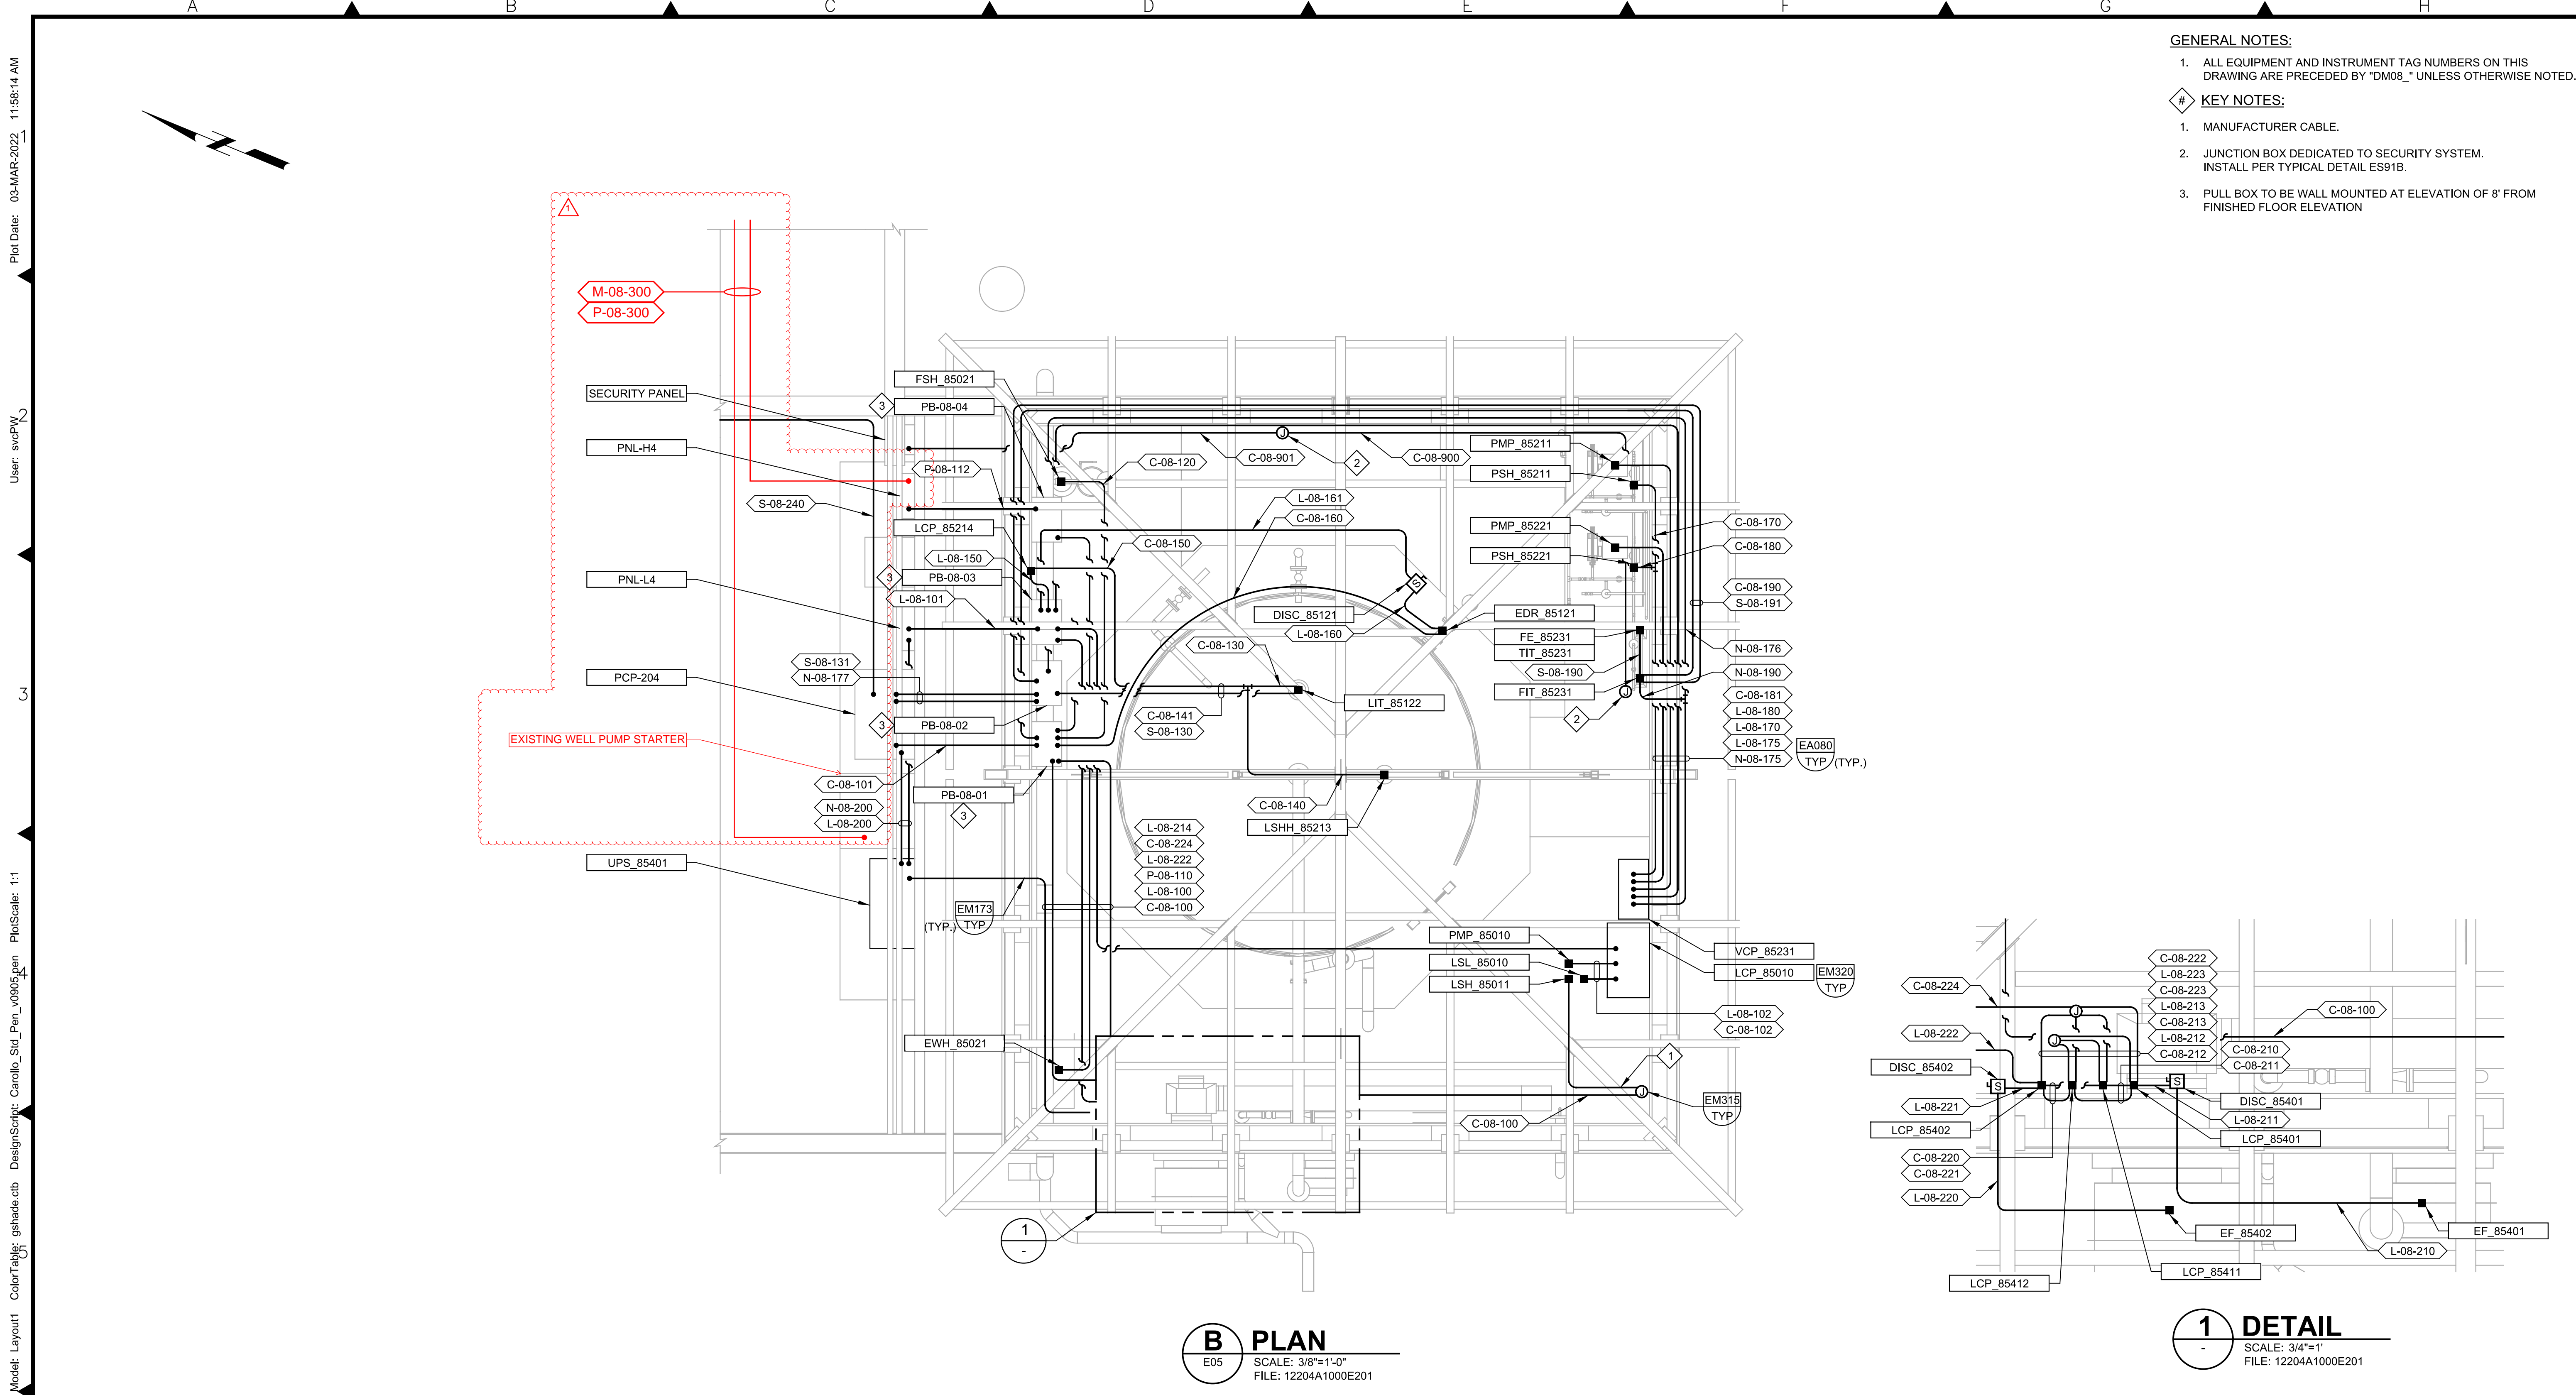 A
B
C
D
E
F
G
H
Plot Date: 03-MAR-2022 11:58:14 AM
User: svcPW
Model: Layout1 ColorTable: gshade.ctb DesignScript: Carollo_Std_Pen_v0905.pen PlotScale: 1:1
1
2
3
4
5
GENERAL NOTES:
1. ALL EQUIPMENT AND INSTRUMENT TAG NUMBERS ON THIS
DRAWING ARE PRECEDED BY "DM08_" UNLESS OTHERWISE NOTED.
# KEY NOTES:
1. MANUFACTURER CABLE.
2. JUNCTION BOX DEDICATED TO SECURITY SYSTEM.
INSTALL PER TYPICAL DETAIL ES91B.
3. PULL BOX TO BE WALL MOUNTED AT ELEVATION OF 8' FROM
FINISHED FLOOR ELEVATION
1
M-08-300
P-08-300
SECURITY PANEL
PNL-H4
S-08-240
PNL-L4
PCP-204
EXISTING WELL PUMP STARTER
UPS_85401
FSH_85021
3
PB-08-04
P-08-112
LCP_85214
L-08-150
3
PB-08-03
L-08-101
S-08-131
N-08-177
3
PB-08-02
C-08-101
PB-08-01
3
N-08-200
L-08-200
EM173
TYP
(TYP.)
EWH_85021
1
-
C-08-120
C-08-901
J
2
C-08-900
L-08-161
C-08-160
C-08-150
S
DISC_85121
L-08-160
C-08-130
C-08-141
S-08-130
LIT_85122
C-08-140
LSHH_85213
L-08-214
C-08-224
L-08-222
P-08-110
L-08-100
C-08-100
PMP_85211
PSH_85211
PMP_85221
PSH_85221
EDR_85121
FE_85231
TIT_85231
S-08-190
FIT_85231
J
2
C-08-170
C-08-180
C-08-190
S-08-191
N-08-176
N-08-190
C-08-181
L-08-180
L-08-170
L-08-175
N-08-175
EA080
TYP
(TYP.)
PMP_85010
LSL_85010
LSH_85011
VCP_85231
LCP_85010
EM320
TYP
L-08-102
C-08-102
1
J
EM315
TYP
C-08-100
C-08-224
L-08-222
DISC_85402
S
L-08-221
LCP_85402
C-08-220
C-08-221
L-08-220
LCP_85412
J
J
C-08-222
L-08-223
C-08-223
L-08-213
C-08-213
L-08-212
C-08-212
C-08-210
C-08-211
C-08-100
S
DISC_85401
L-08-211
LCP_85401
EF_85402
EF_85401
L-08-210
LCP_85411
B
E05
PLAN
SCALE: 3/8"=1'-0"
FILE: 12204A1000E201
1
-
DETAIL
SCALE: 3/4"=1'
FILE: 12204A1000E201